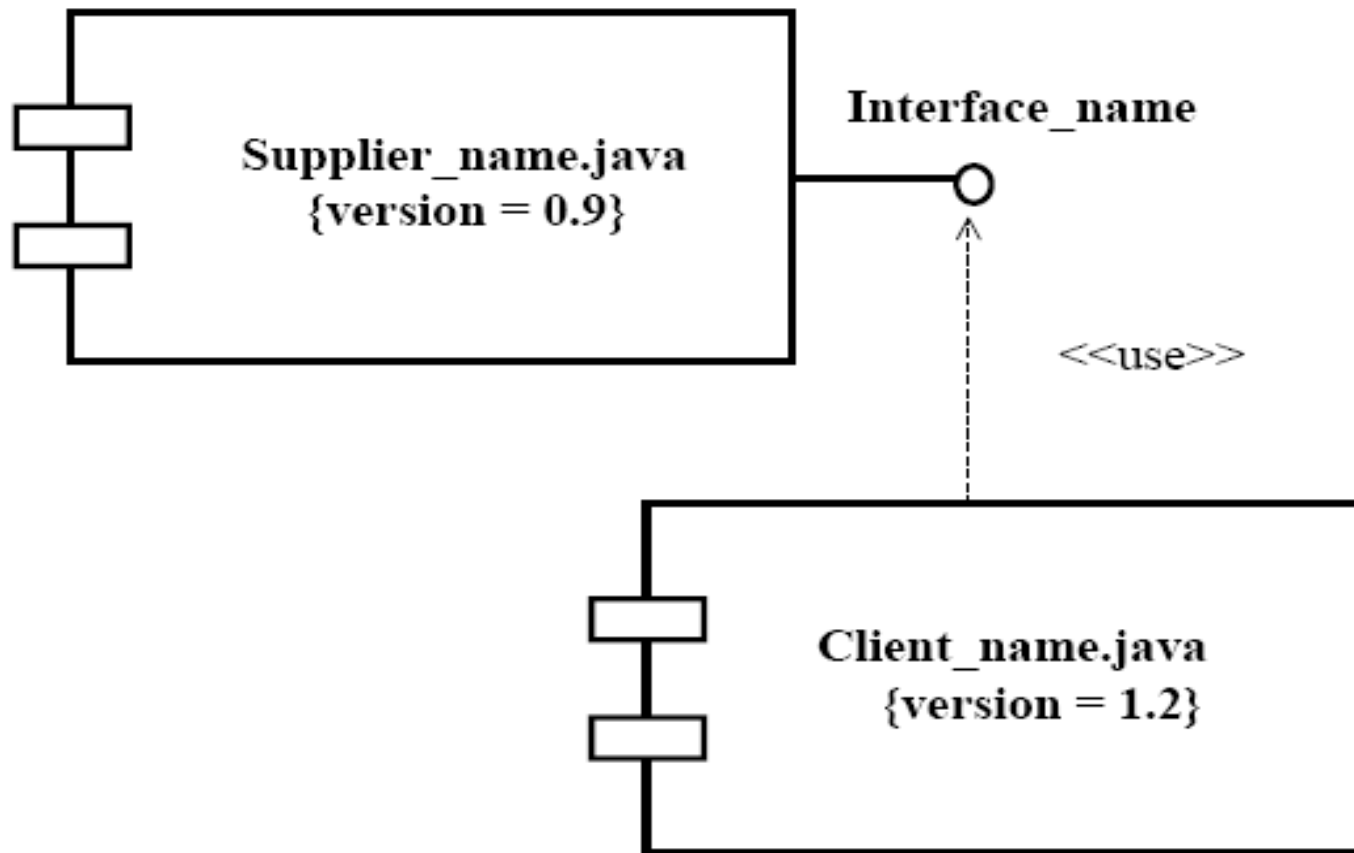 Interface_name
Supplier_name.java
{version = 0.9}
<<use>>
Client_name.java
{version = 1.2}